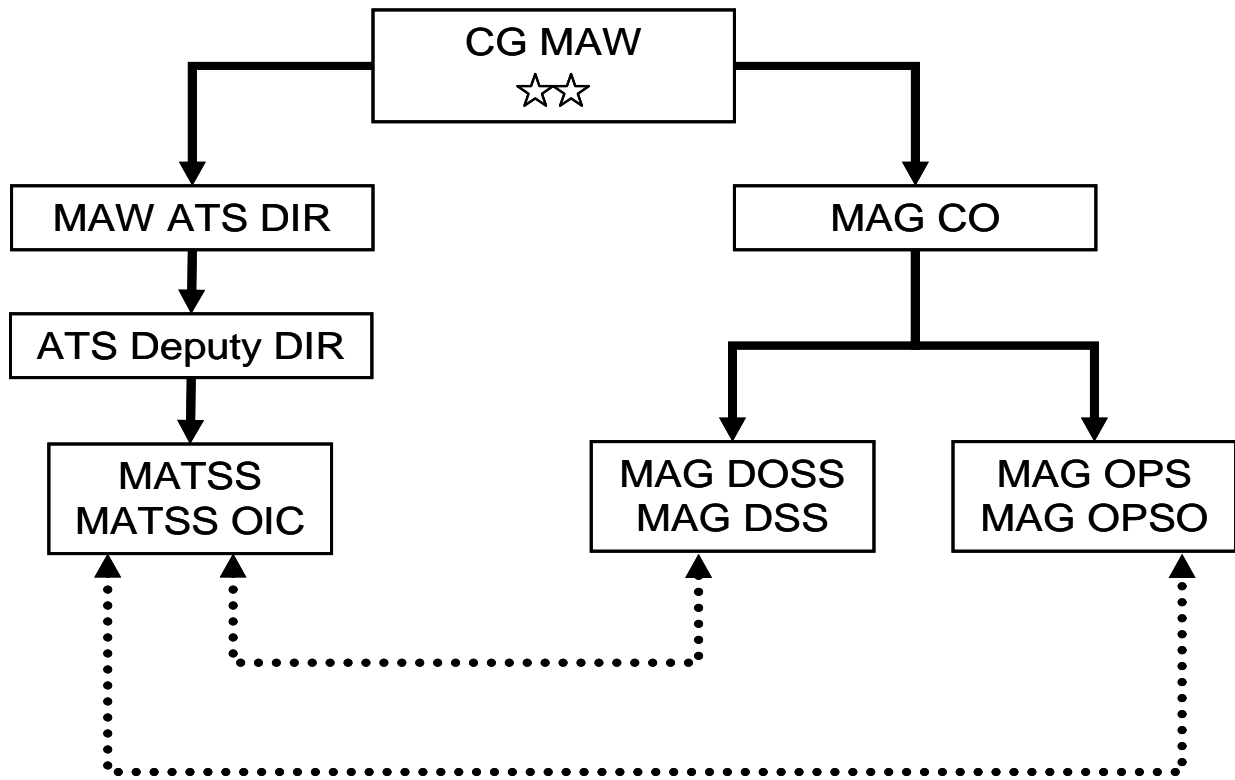 CG MAW
MAW ATS DIR
MAG CO
ATS Deputy DIR
MATSS
MATSS OIC
MAG DOSS
MAG DSS
MAG OPS
MAG OPSO